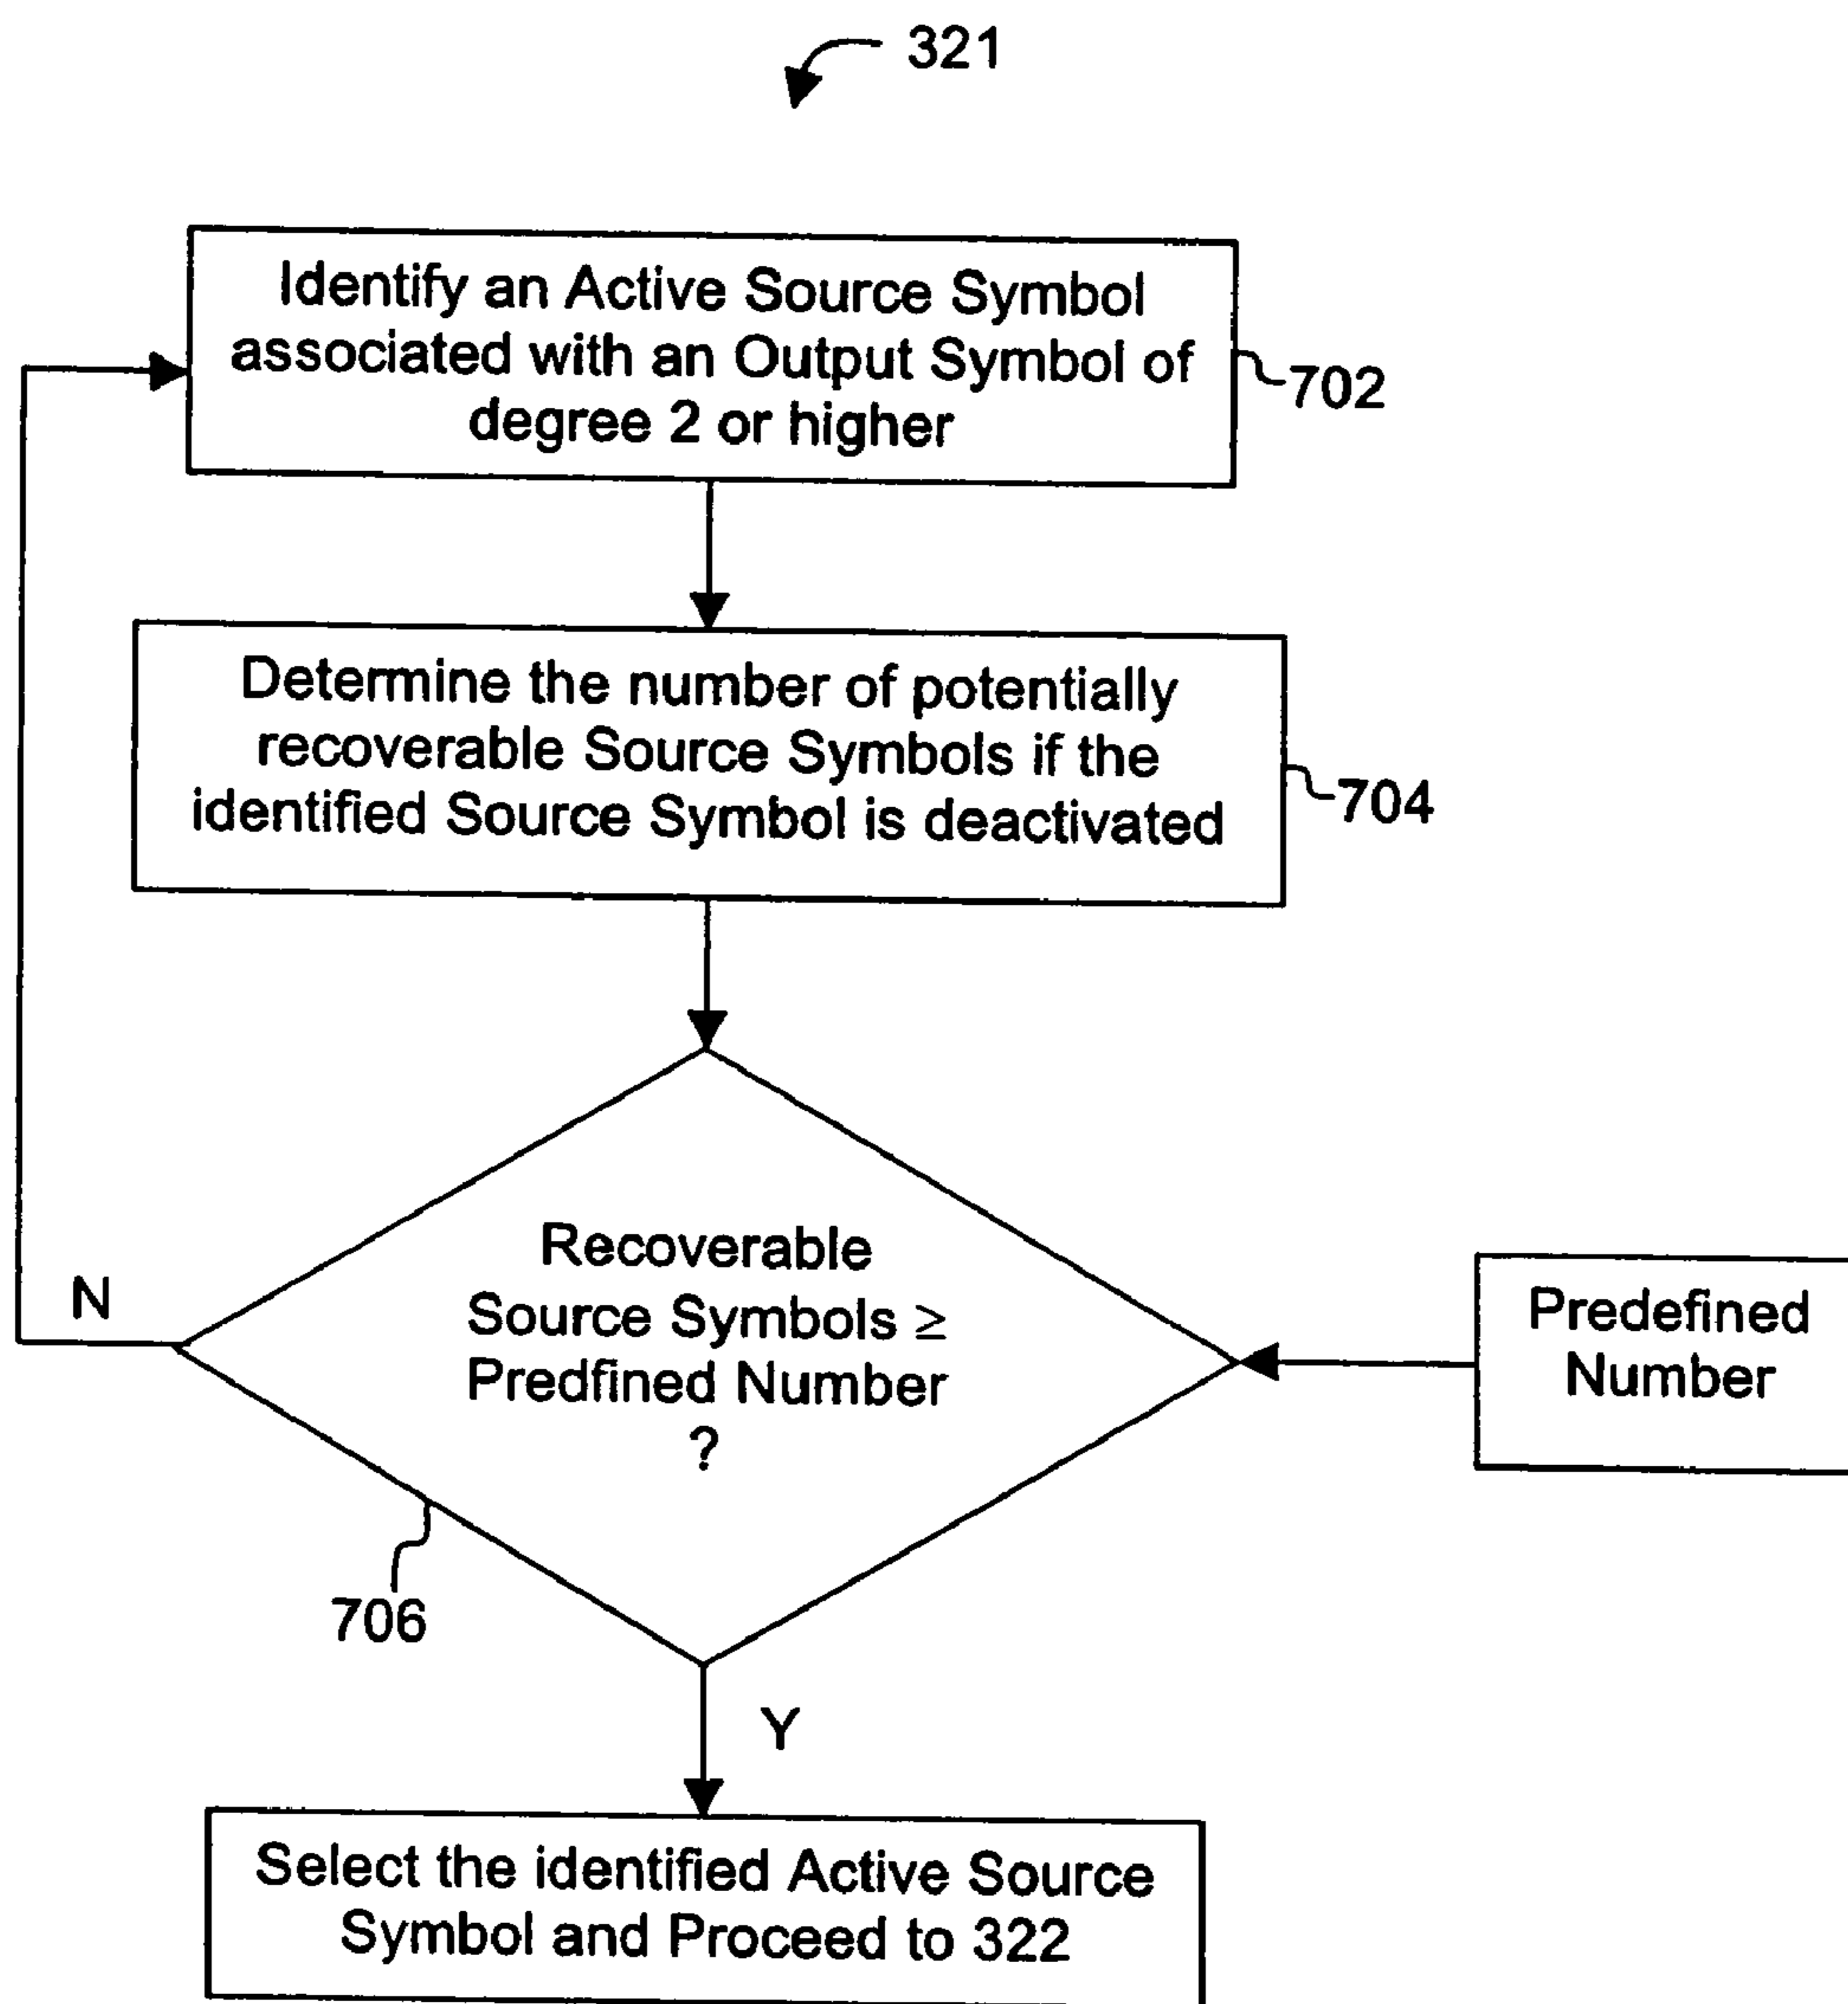 321
Identify an Active Source Symbol
associated with an Output Symbol of
degree 2 or higher
702
Determine the number of potentially
recoverable Source Symbols if the
identified Source Symbol is deactivated
704
Recoverable
Source Symbols ≥
Predfined Number
?
N
Predefined
Number
706
Y
Select the identified Active Source
Symbol and Proceed to 322